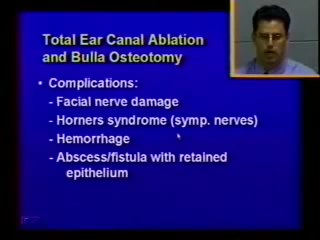 Total Ear Canal Ablation
and Bulla Osteotomy
• Complications:
- Facial nerve damage
- Horners syndrome (symp. nerves)
- Hemorrhage
- Abscess/fistula with retained
epithelium